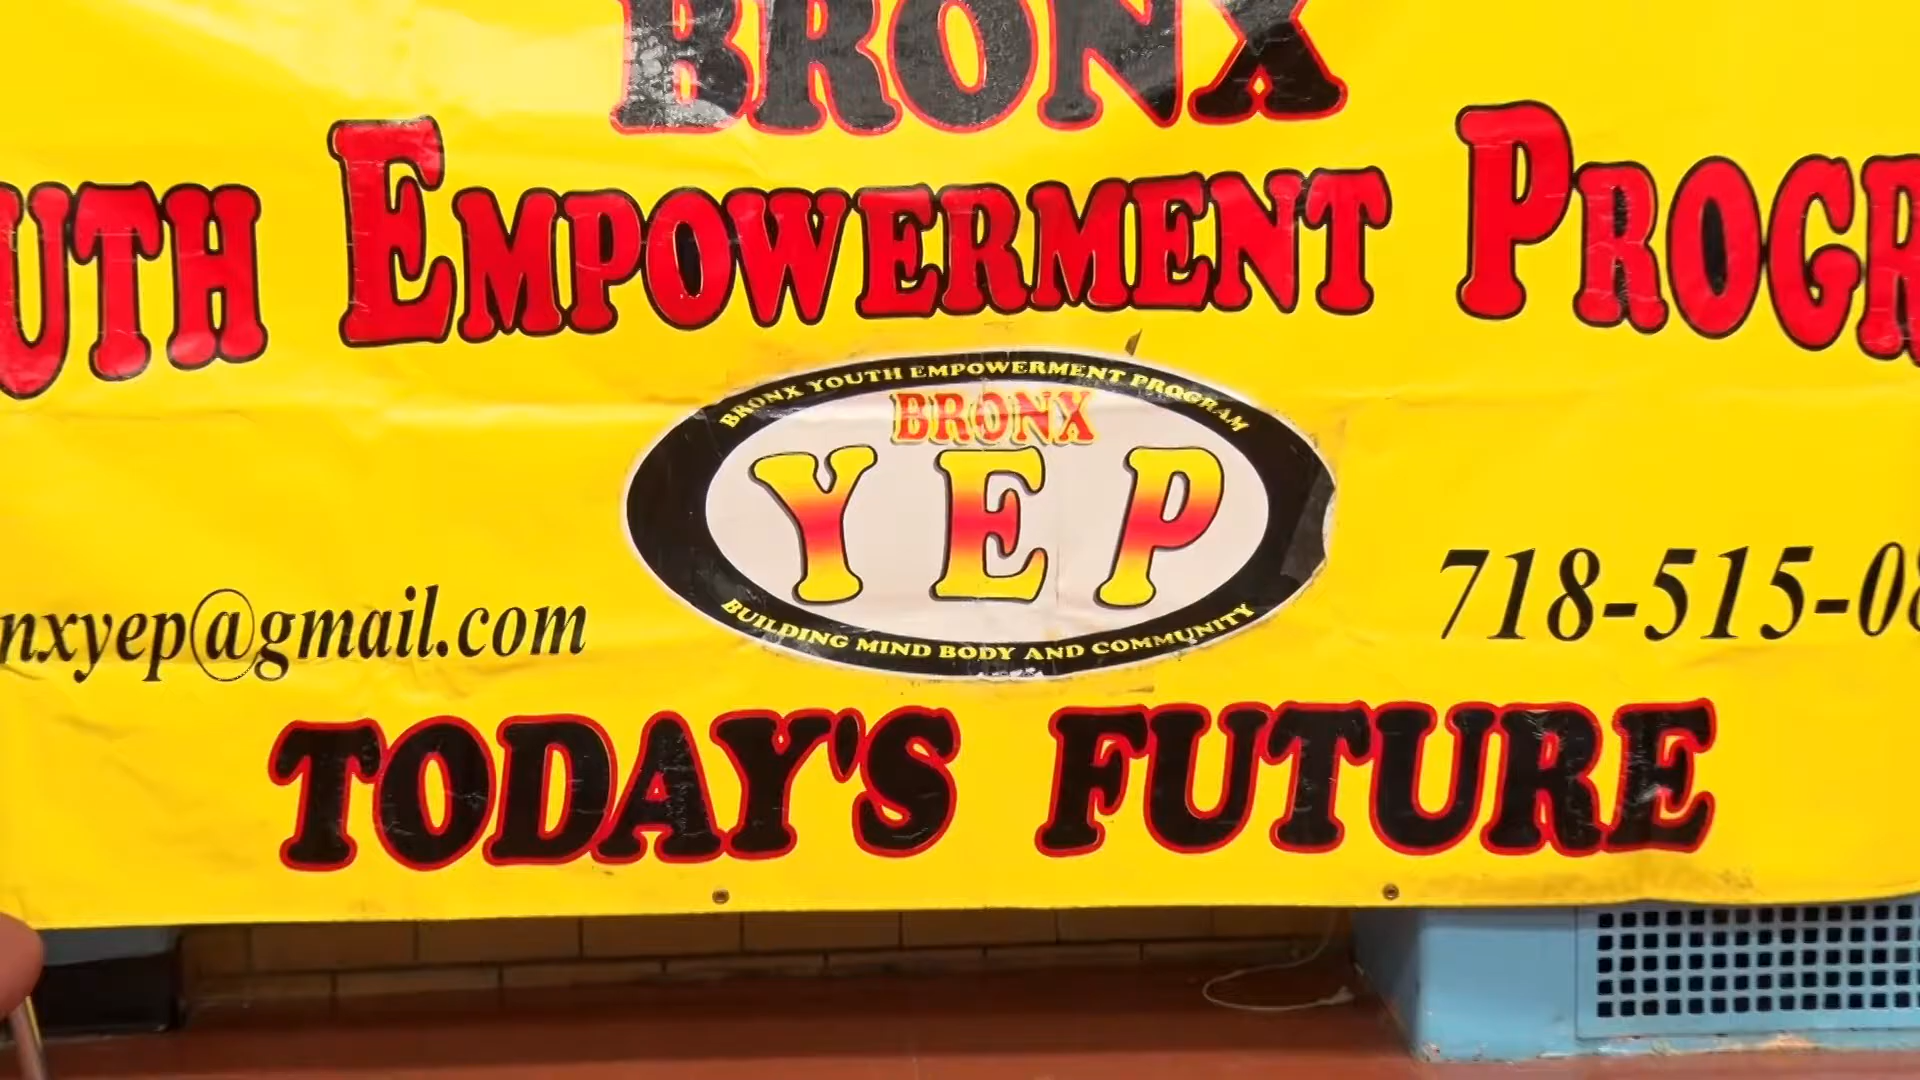 BRONX
UTH EMPOWERMENT PROGR
BRONX YOUTH EMPOWERMENT PROGRAM
BRONX
YEP
BUILDING MIND BODY AND COMMUNITY
nxyep@gmail.com
718-515-08
TODAY'S FUTURE